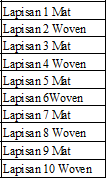 Lapisan 1 Mat
Lapisan 2 Woven
Lapisan 3 Mat
Lapisan 4 Woven
Lapisan 5 Mat
Lapisan 6Woven
Lapisan 7 Mat
Lapisan 8 Woven
Lapisan 9 Mat
Lapisan 10 Woven